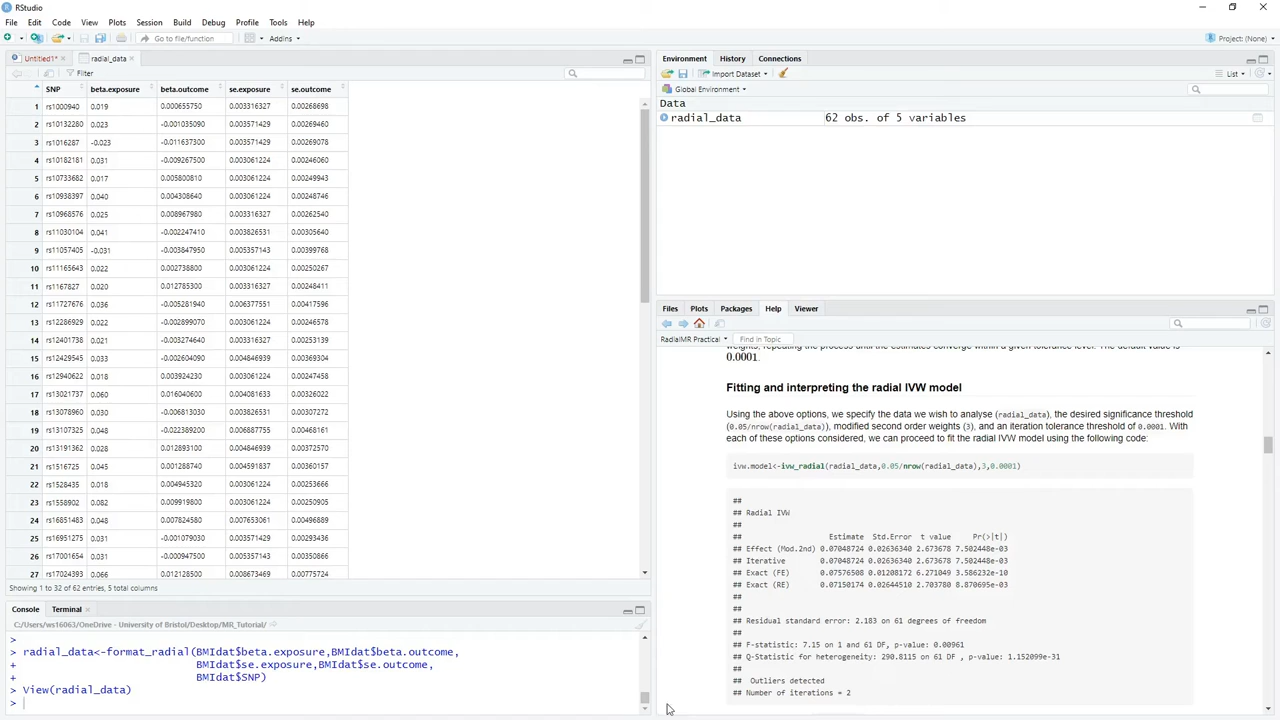 RStudio
File Edit Code View Plots Session Build Debug Profile Tools Help
Go to file/function Addins Project: (None)
Untitled1* radial_data
Filter
SNP beta.exposure beta.outcome se.exposure se.outcome
1 rs1000940 0.019 0.000655750 0.003316327 0.00268698
2 rs10132280 0.023 -0.001035090 0.003571429 0.00269460
3 rs1016287 -0.023 -0.011637300 0.003571429 0.00269078
4 rs10182181 0.031 -0.009267500 0.003061224 0.00246060
5 rs10733682 0.017 0.005800810 0.003061224 0.00249943
6 rs10938397 0.040 0.004308640 0.003061224 0.00248746
7 rs10968576 0.025 0.008967980 0.003316327 0.00262540
8 rs11030104 0.041 -0.002247410 0.003826531 0.00305640
9 rs11057405 -0.031 -0.003847950 0.005357143 0.00399768
10 rs11165643 0.022 0.002738800 0.003061224 0.00250267
11 rs1167827 0.020 0.012785300 0.003316327 0.00248411
12 rs11727676 0.036 -0.005281940 0.006377551 0.00417596
13 rs12286929 0.022 -0.002899070 0.003061224 0.00246578
14 rs12401738 0.021 -0.003274640 0.003316327 0.00253139
15 rs12429545 0.033 -0.002604090 0.004846939 0.00369304
16 rs12940622 0.018 0.003924230 0.003061224 0.00247458
17 rs13021737 0.060 0.016040600 0.004081633 0.00326022
18 rs13078960 0.030 -0.006813030 0.003826531 0.00307272
19 rs13107325 0.048 -0.022389200 0.006887755 0.00468161
20 rs13191362 0.028 0.012893100 0.004846939 0.00372570
21 rs1516725 0.045 0.001288740 0.004591837 0.00360157
22 rs1528435 0.018 0.004945320 0.003061224 0.00253666
23 rs1558902 0.082 0.009919800 0.003061224 0.00250905
24 rs16851483 0.048 0.007824580 0.007653061 0.00496889
25 rs16951275 0.031 -0.001079030 0.003571429 0.00293436
26 rs17001654 0.031 -0.000947500 0.005357143 0.00350866
27 rs17024393 0.066 0.012128500 0.008673469 0.00775724
Showing 1 to 32 of 62 entries, 5 total columns
Console Terminal
C:/Users/ws16063/OneDrive - University of Bristol/Desktop/MR_Tutorial/
>
> radial_data<-format_radial(BMIdat$beta.exposure,BMIdat$beta.outcome,
+ BMIdat$se.exposure,BMIdat$se.outcome,
+ BMIdat$SNP)
> View(radial_data)
>
Environment History Connections
Import Dataset List
Global Environment
Data
radial_data 62 obs. of 5 variables
Files Plots Packages Help Viewer
RadialMR Practical Find in Topic
weights, repeating the process until the estimates converge within a given tolerance level. The default value is
0.0001.
Fitting and interpreting the radial IVW model
Using the above options, we specify the data we wish to analyse (radial_data), the desired significance threshold
(0.05/nrow(radial_data)), modified second order weights (3), and an iteration tolerance threshold of 0.0001. With
each of these options considered, we can proceed to fit the radial IVW model using the following code:
ivw.model<-ivw_radial(radial_data,0.05/nrow(radial_data),3,0.0001)
##
## Radial IVW
##
## Estimate Std.Error t value Pr(>|t|)
## Effect (Mod.2nd) 0.07048724 0.02636340 2.673678 7.502448e-03
## Iterative 0.07048724 0.02636340 2.673678 7.502448e-03
## Exact (FE) 0.07576508 0.01208172 6.271049 3.586232e-10
## Exact (RE) 0.07150174 0.02644510 2.703780 8.870695e-03
##
##
## Residual standard error: 2.183 on 61 degrees of freedom
##
## F-statistic: 7.15 on 1 and 61 DF, p-value: 0.00961
## Q-Statistic for heterogeneity: 290.8115 on 61 DF , p-value: 1.152099e-31
##
## Outliers detected
## Number of iterations = 2